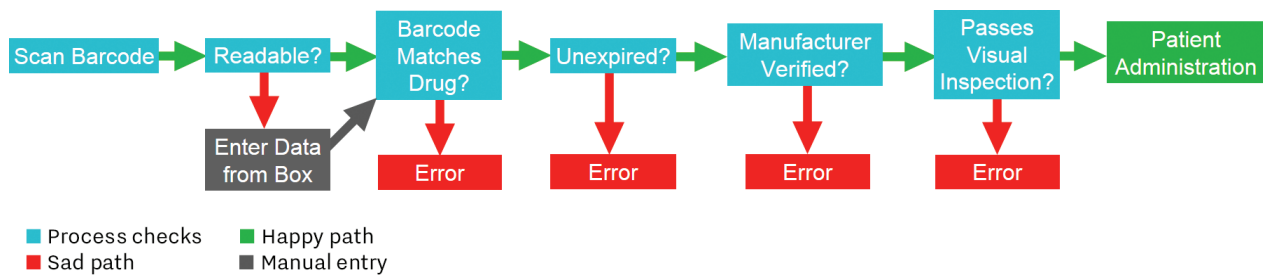 Scan Barcode
Readable?
Barcode
Matches
Drug?
Unexpired?
Manufacturer
Verified?
Passes
Visual
Inspection?
Patient
Administration
Enter Data
from Box
Error
Error
Error
Error
Process checks
Happy path
Sad path
Manual entry